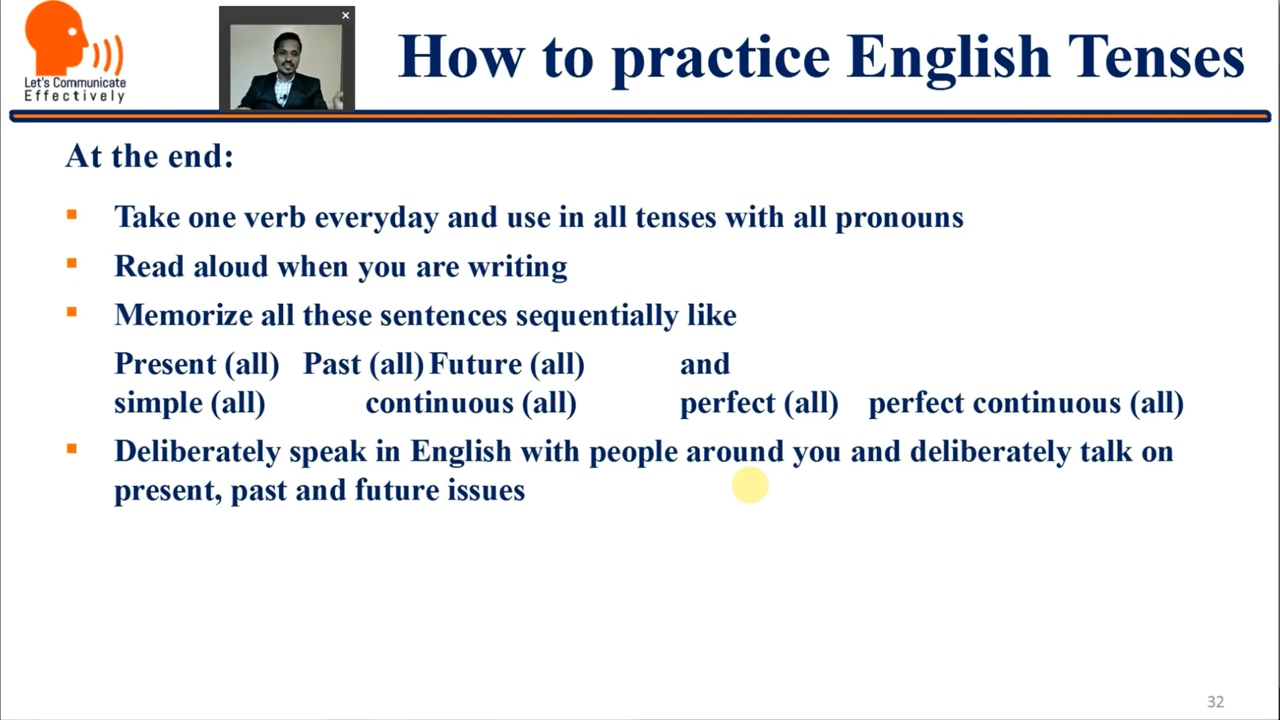 Let's Communicate
Effectively
×
How to practice English Tenses
At the end:
▪ Take one verb everyday and use in all tenses with all pronouns
▪ Read aloud when you are writing
▪ Memorize all these sentences sequentially like
Present (all) Past (all) Future (all) and
simple (all) continuous (all) perfect (all) perfect continuous (all)
▪ Deliberately speak in English with people around you and deliberately talk on
present, past and future issues
32